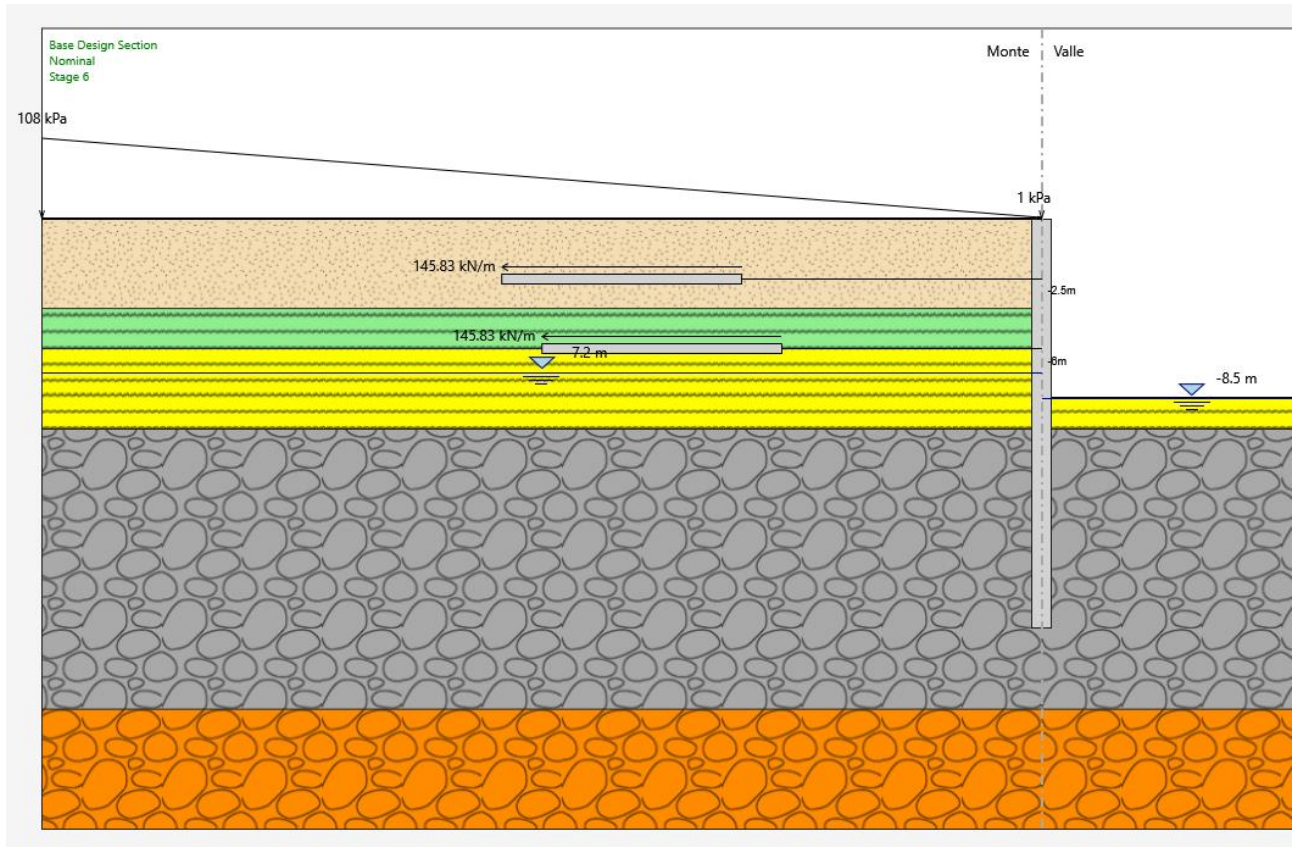 Base Design Section
Nominal
Stage 6
Monte
Valle
108 kPa
1 kPa
145.83 kN/m
-2.5m
145.83 kN/m
7.2 m
-6m
-8.5 m